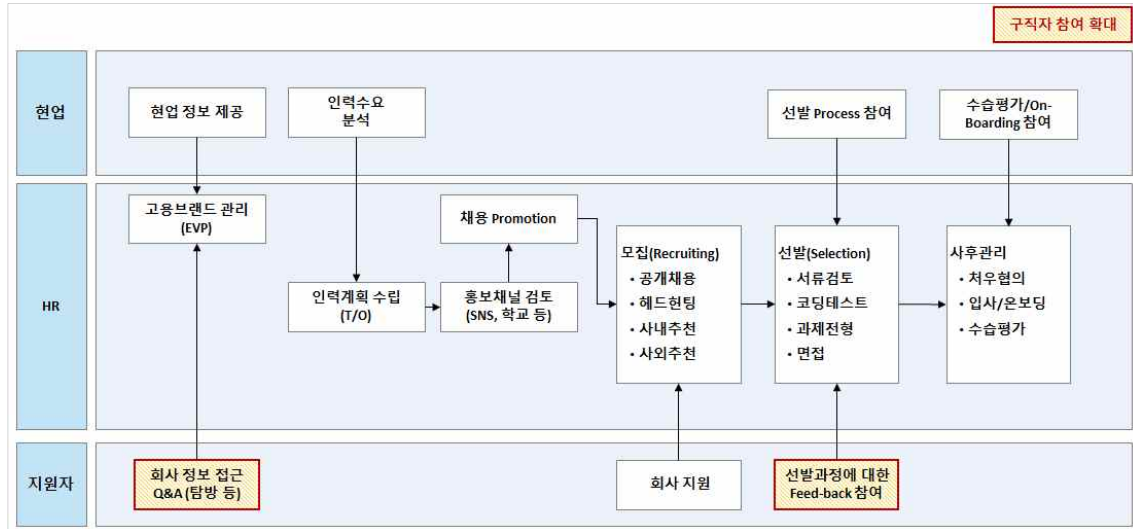 구직자 참여 확대
현업
현업 정보 제공
인력수요
분석
선발 Process 참여
수습평가/On-
Boarding 참여
HR
고용브랜드 관리
(EVP)
채용 Promotion
인력계획 수립
(T/O)
홍보채널 검토
(SNS, 학교 등)
모집(Recruiting)
• 공개채용
• 헤드헌팅
• 사내추천
• 사외추천
선발(Selection)
• 서류검토
• 코딩테스트
• 과제전형
• 면접
사후관리
• 처우협의
• 입사/온보딩
• 수습평가
지원자
회사 정보 접근
Q&A (탐방 등)
회사 지원
선발과정에 대한
Feed-back 참여